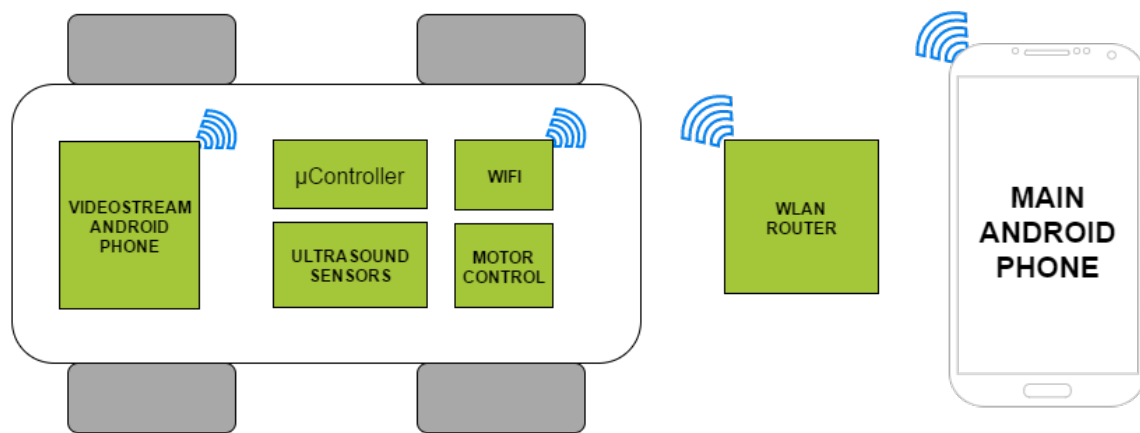 VIDEOSTREAM
ANDROID
PHONE
µController
WIFI
ULTRASOUND
SENSORS
MOTOR
CONTROL
WLAN
ROUTER
MAIN
ANDROID
PHONE